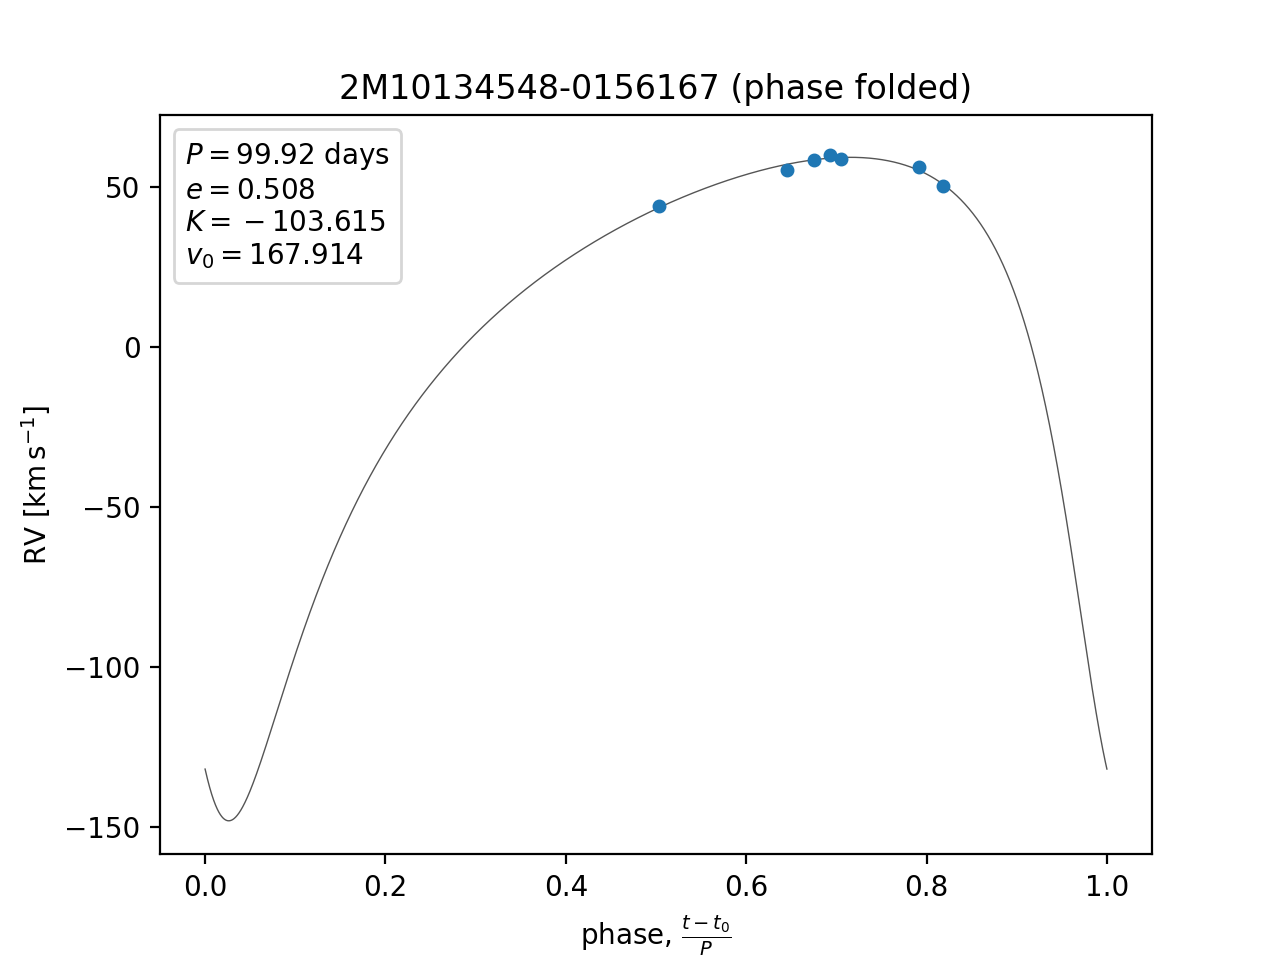 2M10134548-0156167 (phase folded)
P = 99.92 days
e = 0.508
K = −103.615
v₀ = 167.914
RV [km s⁻¹]
50
0
−50
−100
−150
0.0 0.2 0.4 0.6 0.8 1.0
phase, (t − t₀)/P